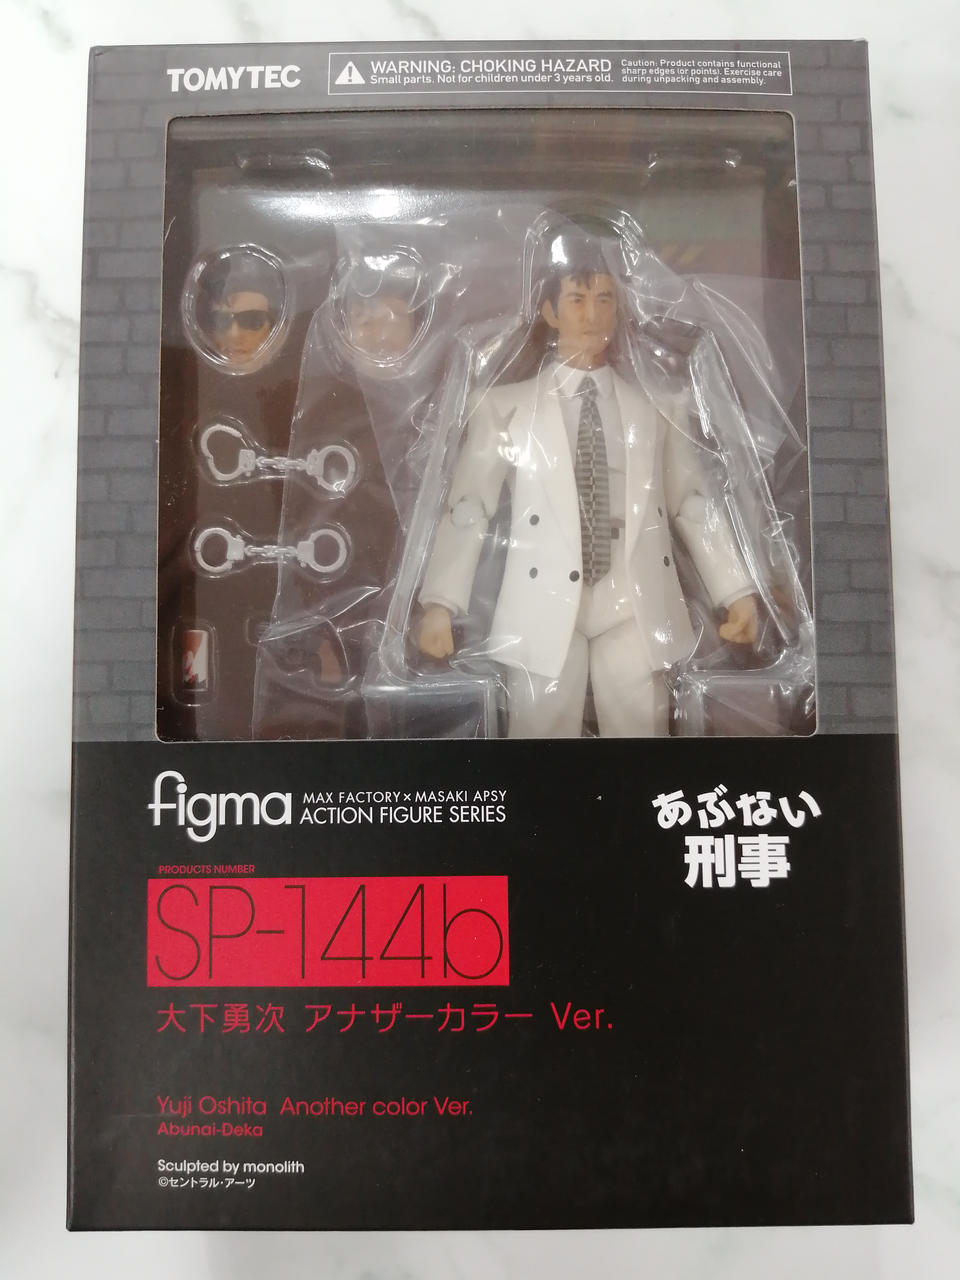 TOMYTEC
WARNING: CHOKING HAZARD
Small parts. Not for children under 3 years old.
Caution: Product contains functional
sharp edges (or points). Exercise care
during unpacking and assembly.
figma
MAX FACTORY × MASAKI APSY
ACTION FIGURE SERIES
あぶない
刑事
PRODUCTS NUMBER
SP-144b
大下勇次 アナザーカラー Ver.
Yuji Oshita Another color Ver.
Abunai-Deka
Sculpted by monolith
©セントラル・アーツ